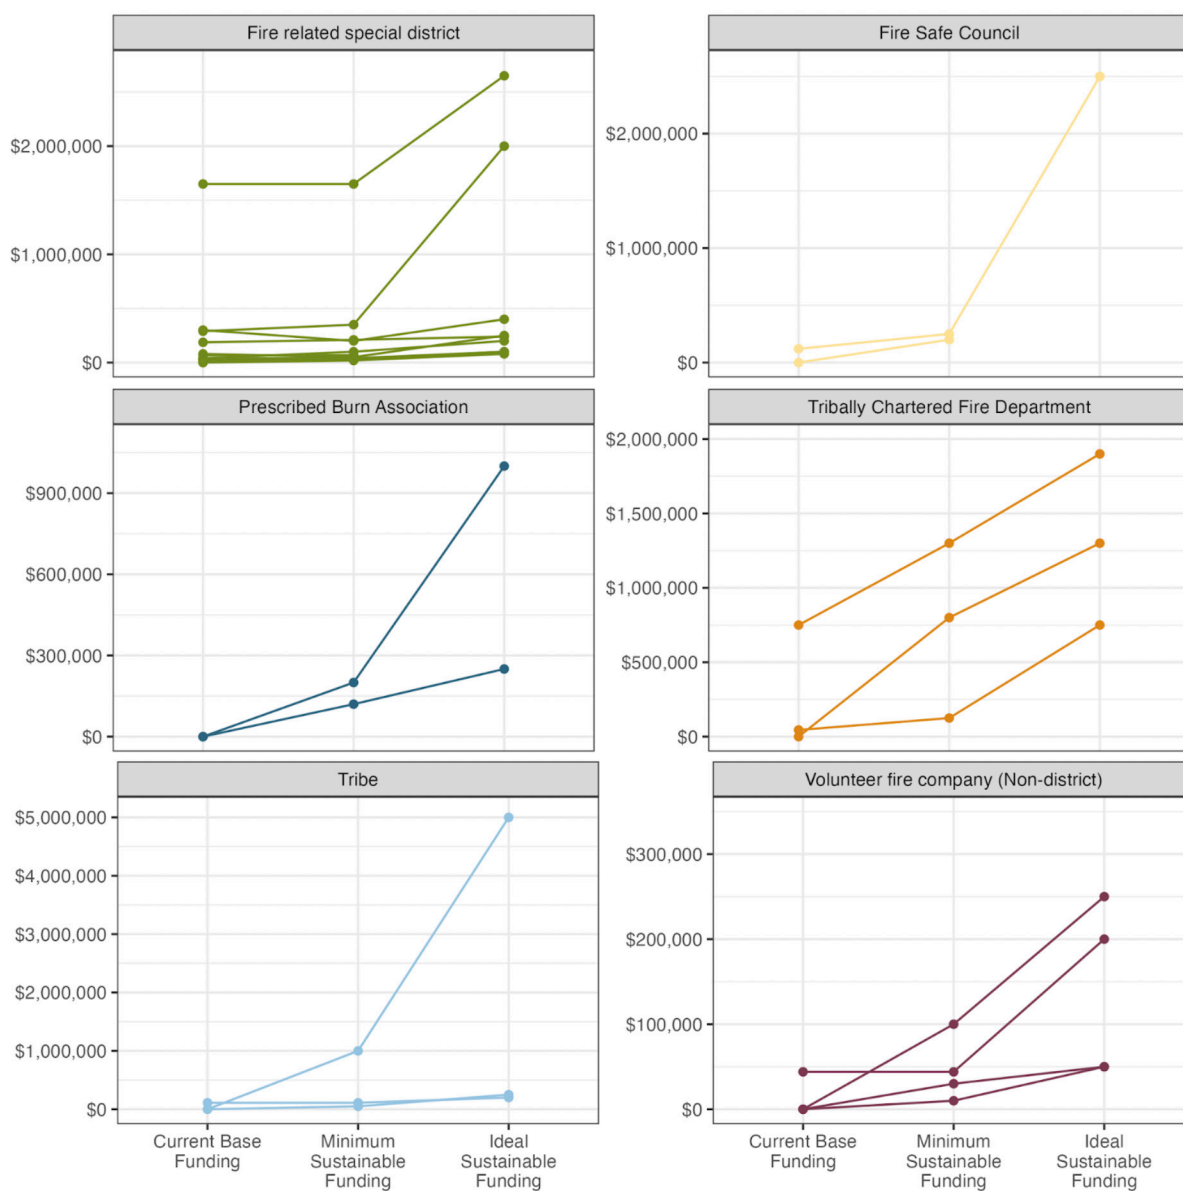 Fire related special district
Fire Safe Council
$2,000,000
$1,000,000
$0
$2,000,000
$1,000,000
$0
Prescribed Burn Association
Tribally Chartered Fire Department
$900,000
$600,000
$300,000
$0
$2,000,000
$1,500,000
$1,000,000
$500,000
$0
Tribe
Volunteer fire company (Non-district)
$5,000,000
$4,000,000
$3,000,000
$2,000,000
$1,000,000
$0
$300,000
$200,000
$100,000
$0
Current Base
Funding
Minimum
Sustainable
Funding
Ideal
Sustainable
Funding
Current Base
Funding
Minimum
Sustainable
Funding
Ideal
Sustainable
Funding